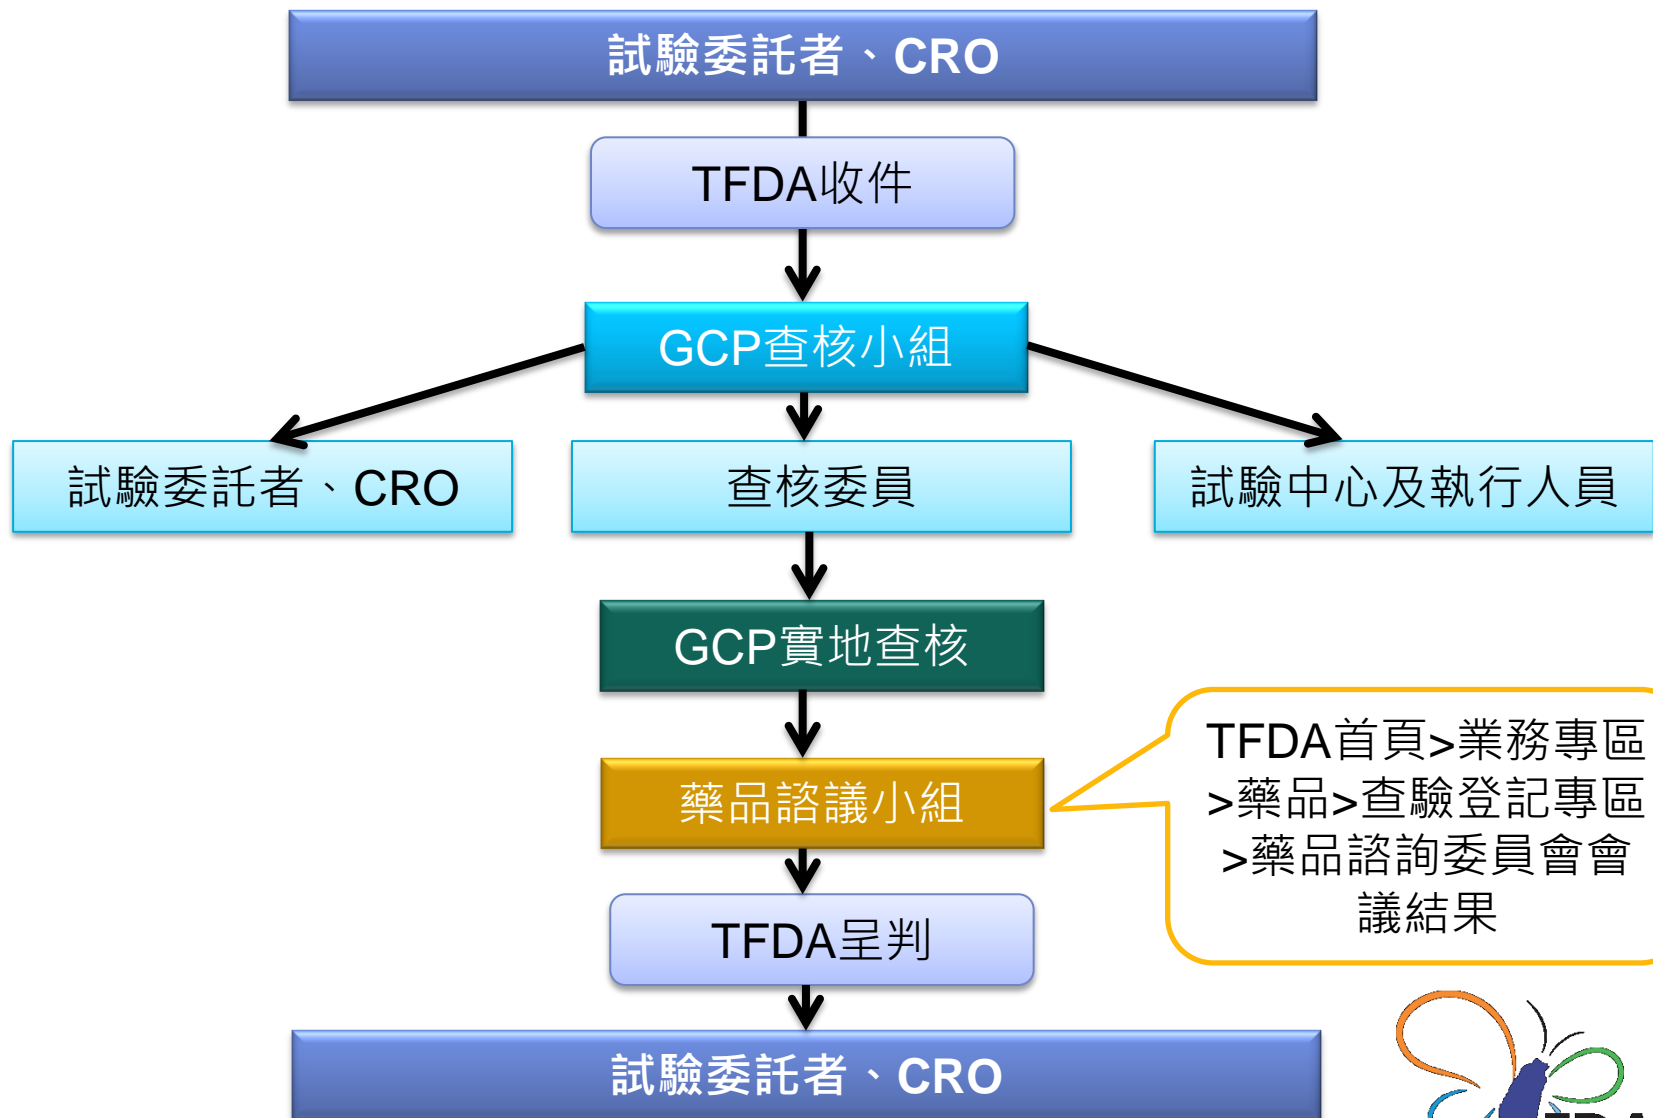 試驗委託者、CRO
TFDA收件
GCP查核小組
試驗委託者、CRO
查核委員
試驗中心及執行人員
GCP實地查核
藥品諮議小組
TFDA首頁>業務專區
>藥品>查驗登記專區
>藥品諮詢委員會會
議結果
TFDA呈判
試驗委託者、CRO